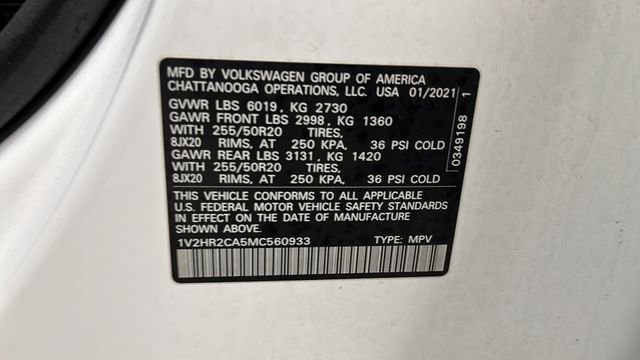 MFD BY VOLKSWAGEN GROUP OF AMERICA
CHATTANOOGA OPERATIONS, LLC. USA 01/2021
GVWR LBS 6019, KG 2730
GAWR FRONT LBS 2998, KG 1360
WITH 255/50R20 TIRES,
8JX20 RIMS, AT 250 KPA, 36 PSI COLD
GAWR REAR LBS 3131, KG 1420
WITH 255/50R20 TIRES,
8JX20 RIMS, AT 250 KPA, 36 PSI COLD
THIS VEHICLE CONFORMS TO ALL APPLICABLE
U.S. FEDERAL MOTOR VEHICLE SAFETY STANDARDS
IN EFFECT ON THE DATE OF MANUFACTURE
SHOWN ABOVE.
1V2HR2CA5MC560933 TYPE: MPV
0349198 1